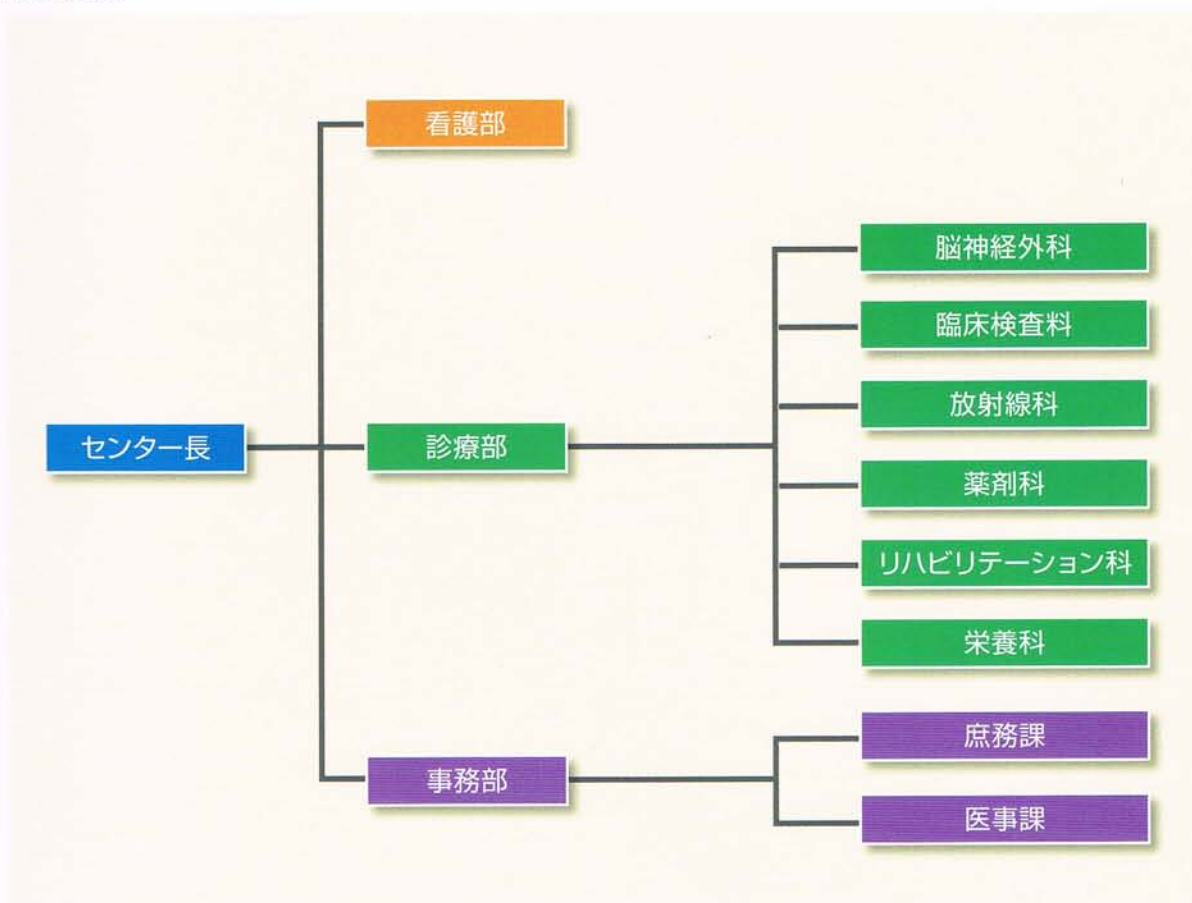 看護部
脳神経外科
臨床検査料
放射線科
センター長
診療部
薬剤科
リハビリテーション科
栄養科
庶務課
事務部
医事課